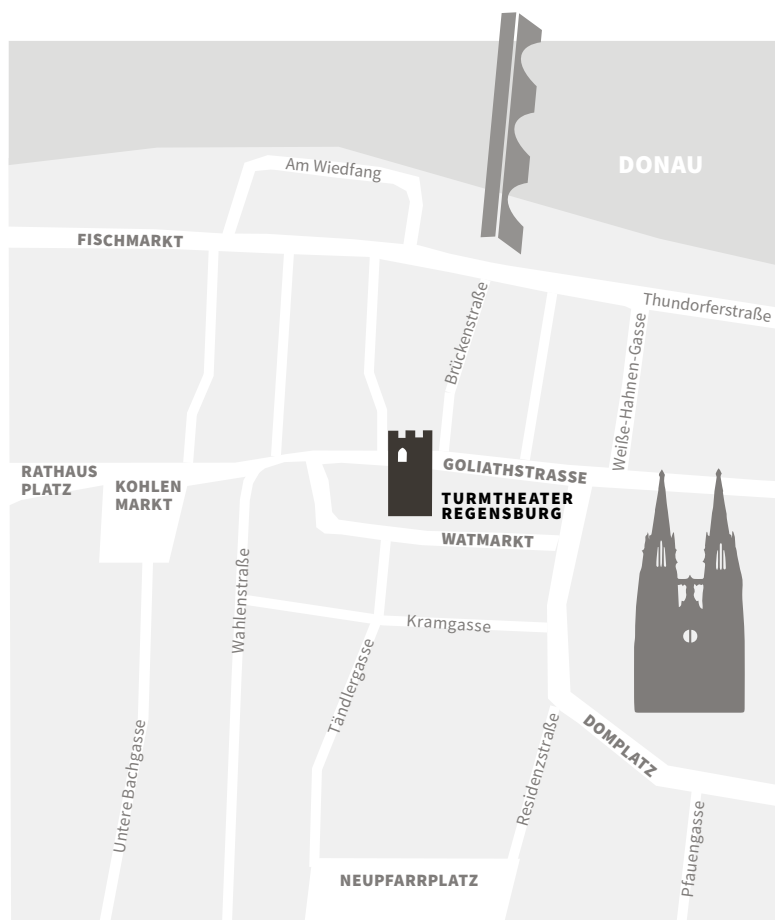 DONAU
Am Wiedfang
FISCHMARKT
Thundorferstraße
Brückenstraße
Weiße-Hahnen-Gasse
RATHAUS
PLATZ
KOHLEN
MARKT
GOLIATHSTRASSE
TURMTHEATER
REGENSBURG
WATMARKT
Wahlenstraße
Kramgasse
Tändlergasse
Untere Bachgasse
Residenzstraße
DOMPLATZ
Pfauengasse
NEUPFARRPLATZ